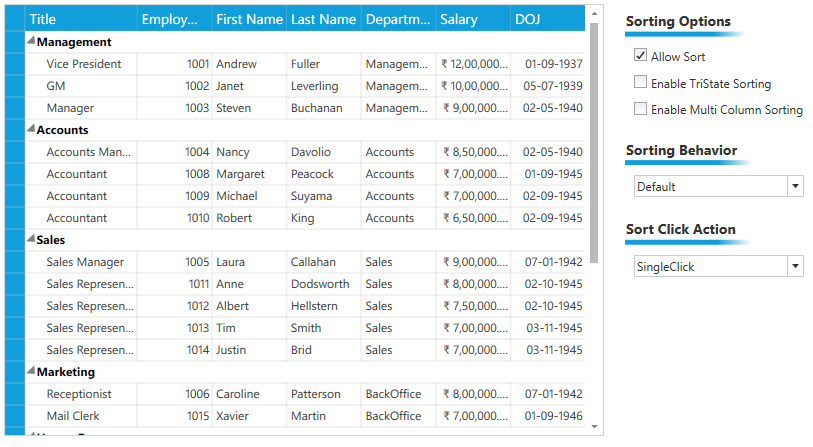 Title Employ... First Name Last Name Departm... Salary DOJ
Management
Vice President 1001 Andrew Fuller Managem... ₹ 12,00,000.... 01-09-1937
GM 1002 Janet Leverling Managem... ₹ 10,00,000.... 05-07-1939
Manager 1003 Steven Buchanan Managem... ₹ 9,00,000.... 02-05-1940
Accounts
Accounts Man... 1004 Nancy Davolio Accounts ₹ 8,50,000.... 02-05-1940
Accountant 1008 Margaret Peacock Accounts ₹ 7,00,000.... 01-09-1945
Accountant 1009 Michael Suyama Accounts ₹ 7,00,000.... 02-09-1945
Accountant 1010 Robert King Accounts ₹ 6,50,000.... 02-09-1945
Sales
Sales Manager 1005 Laura Callahan Sales ₹ 9,00,000.... 07-01-1942
Sales Represen... 1011 Anne Dodsworth Sales ₹ 8,00,000.... 02-10-1945
Sales Represen... 1012 Albert Hellstern Sales ₹ 7,50,000.... 02-10-1945
Sales Represen... 1013 Tim Smith Sales ₹ 7,00,000.... 03-11-1945
Sales Represen... 1014 Justin Brid Sales ₹ 7,00,000.... 03-11-1945
Marketing
Receptionist 1006 Caroline Patterson BackOffice ₹ 8,00,000.... 07-01-1942
Mail Clerk 1015 Xavier Martin BackOffice ₹ 7,00,000.... 01-09-1946
Sorting Options
Allow Sort
Enable TriState Sorting
Enable Multi Column Sorting
Sorting Behavior
Default
Sort Click Action
SingleClick